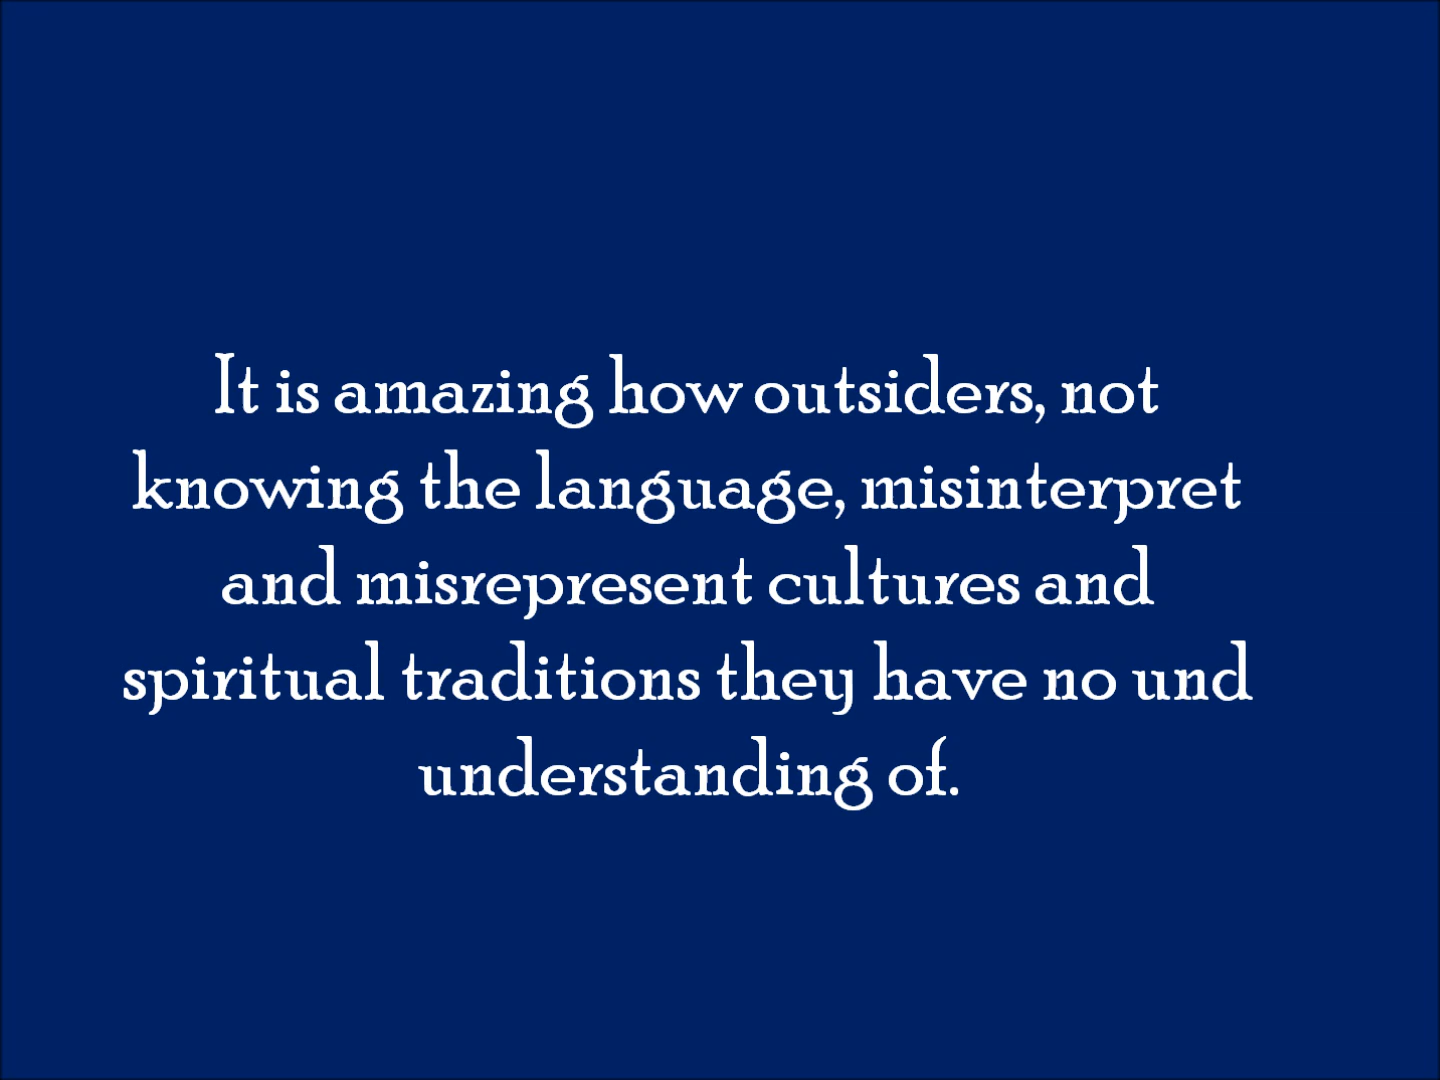 It is amazing how outsiders, not
knowing the language, misinterpret
and misrepresent cultures and
spiritual traditions they have no und
understanding of.